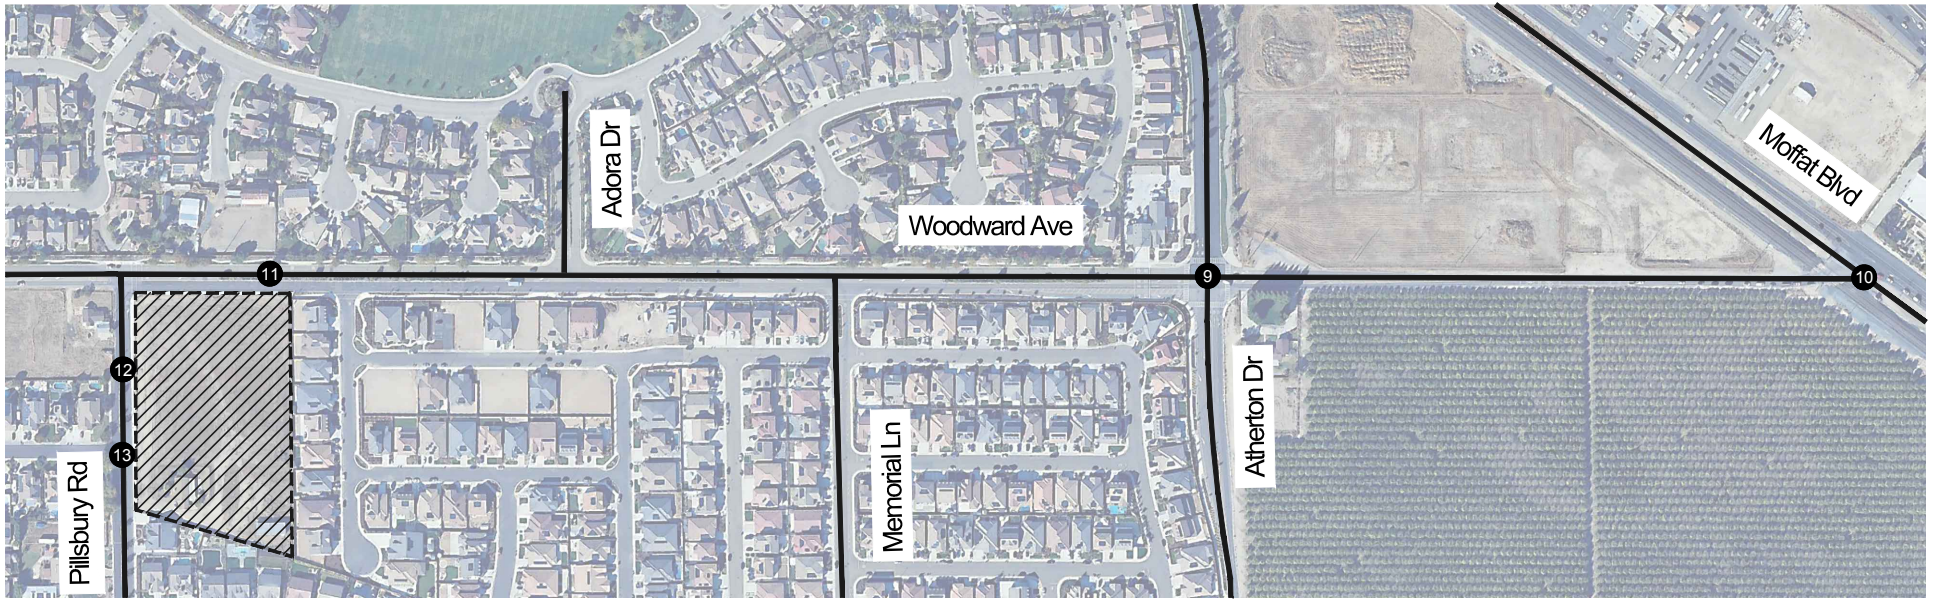 Adora Dr
Moffat Blvd
Woodward Ave
11
9
10
12
13
Pillsbury Rd
Memorial Ln
Atherton Dr